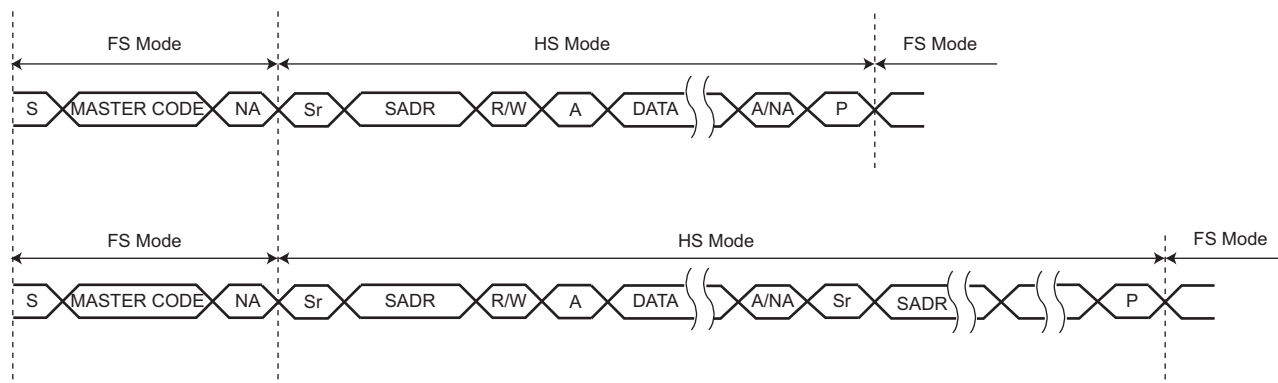 FS Mode HS Mode FS Mode
S MASTER CODE NA Sr SADR R/W A DATA A/NA P
FS Mode HS Mode FS Mode
S MASTER CODE NA Sr SADR R/W A DATA A/NA Sr SADR P